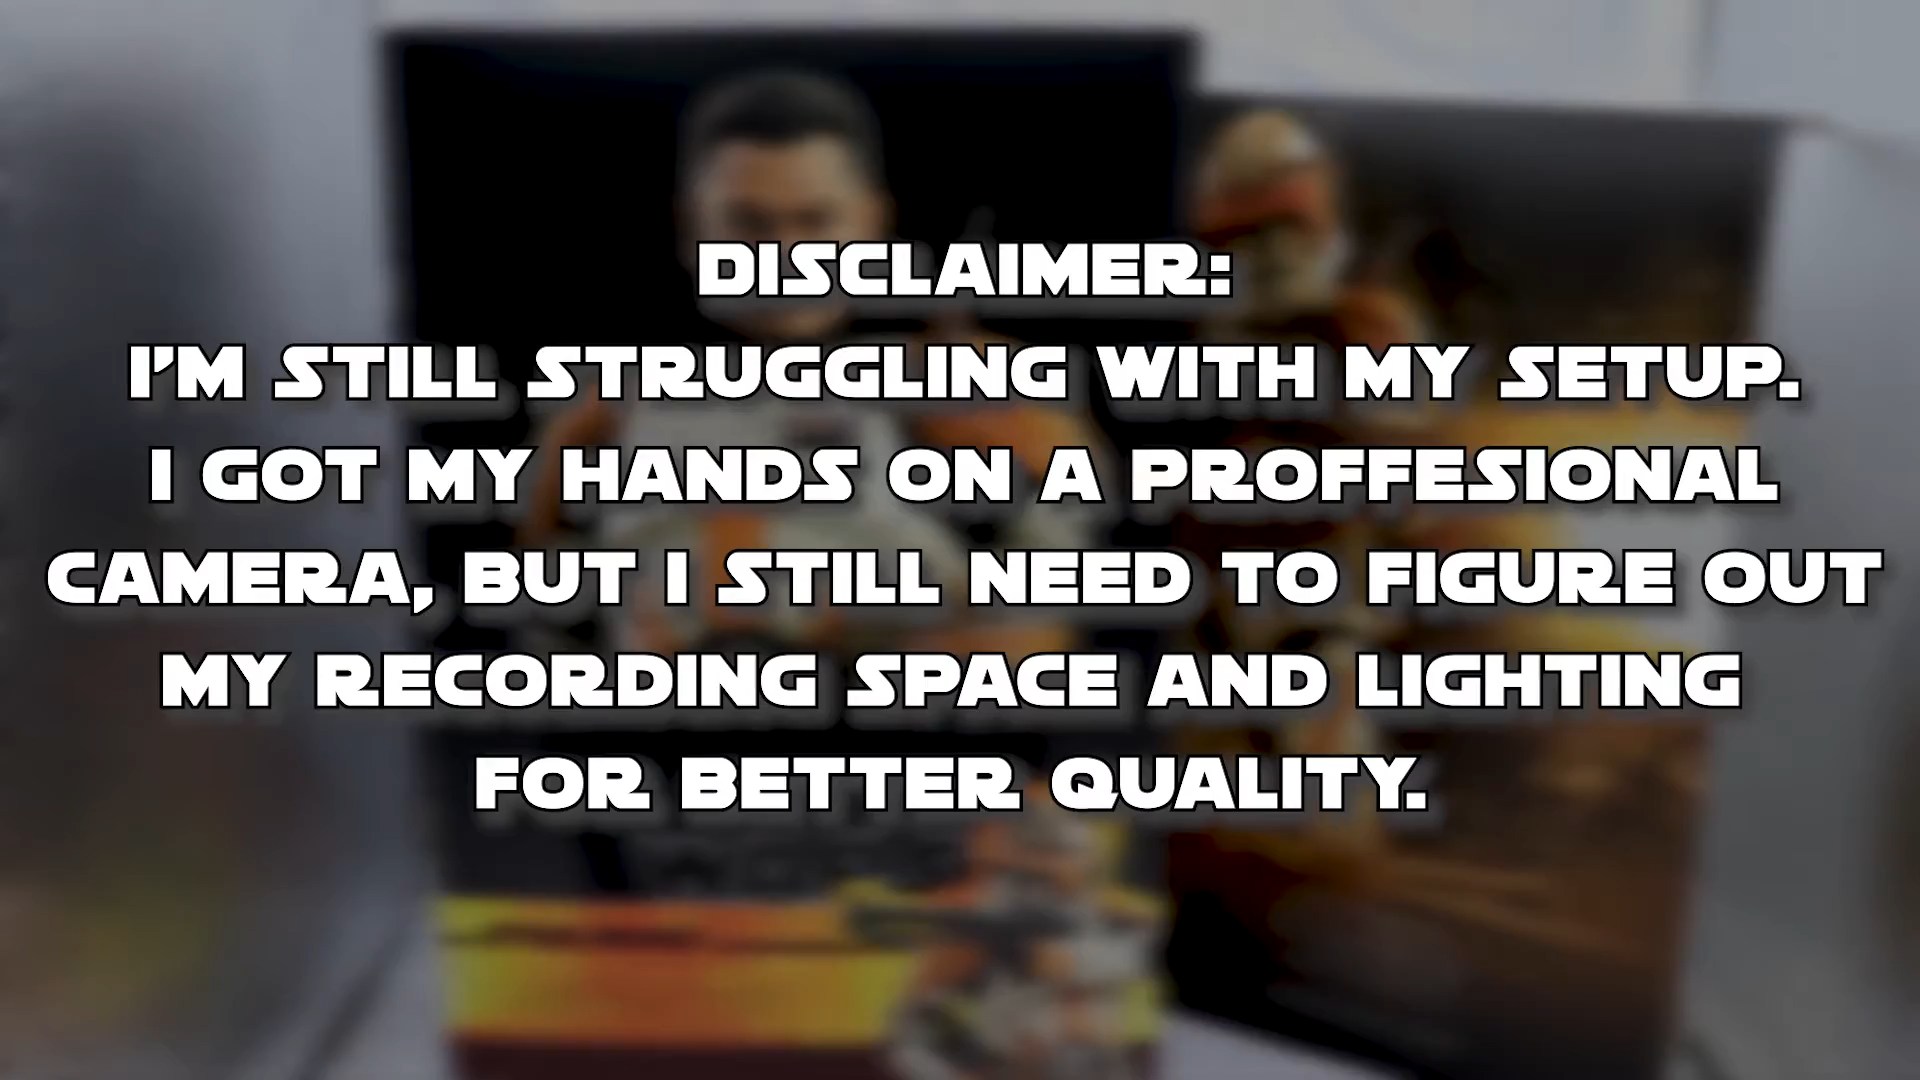 DISCLAIMER:
I'M STILL STRUGGLING WITH MY SETUP.
I GOT MY HANDS ON A PROFFESIONAL
CAMERA, BUT I STILL NEED TO FIGURE OUT
MY RECORDING SPACE AND LIGHTING
FOR BETTER QUALITY.